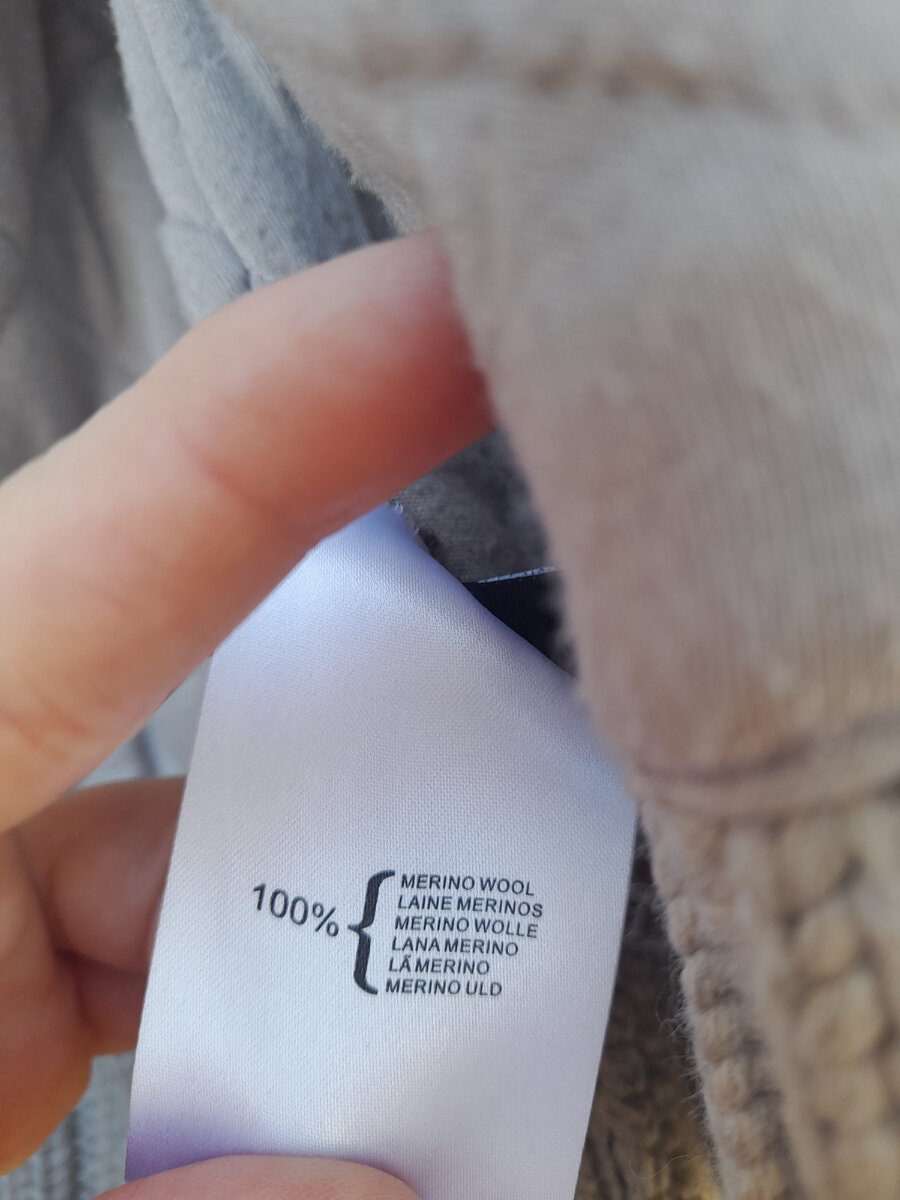 100%
MERINO WOOL
LAINE MERINOS
MERINO WOLLE
LANA MERINO
LÃ MERINO
MERINO ULD